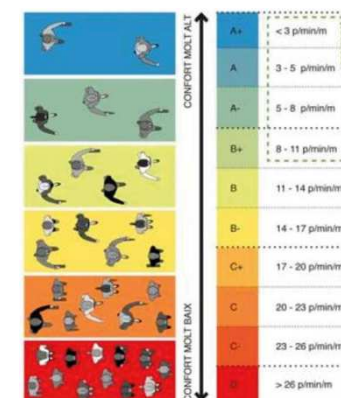 CONFORT MOLT ALT
A+ < 3 p/min/m
A 3 - 5 p/min/m
A- 5 - 8 p/min/m
B+ 8 - 11 p/min/m
B 11 - 14 p/min/m
B- 14 - 17 p/min/m
C+ 17 - 20 p/min/m
C 20 - 23 p/min/m
C- 23 - 26 p/min/m
D > 26 p/min/m
CONFORT MOLT BAIX